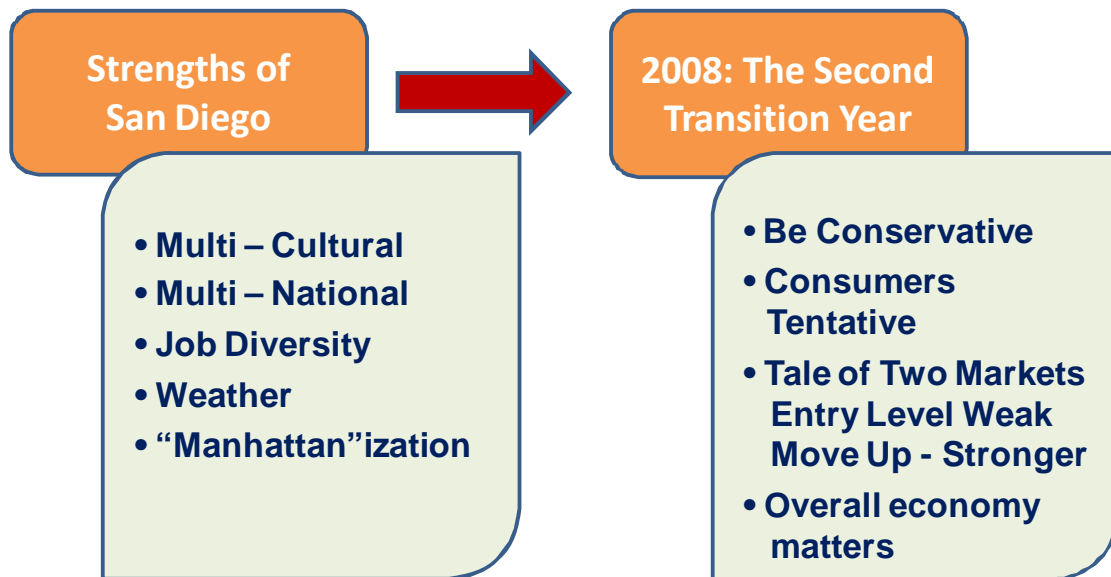 Strengths of
San Diego
• Multi – Cultural
• Multi – National
• Job Diversity
• Weather
• “Manhattan”ization
2008: The Second
Transition Year
• Be Conservative
• Consumers
Tentative
• Tale of Two Markets
Entry Level Weak
Move Up - Stronger
• Overall economy
matters